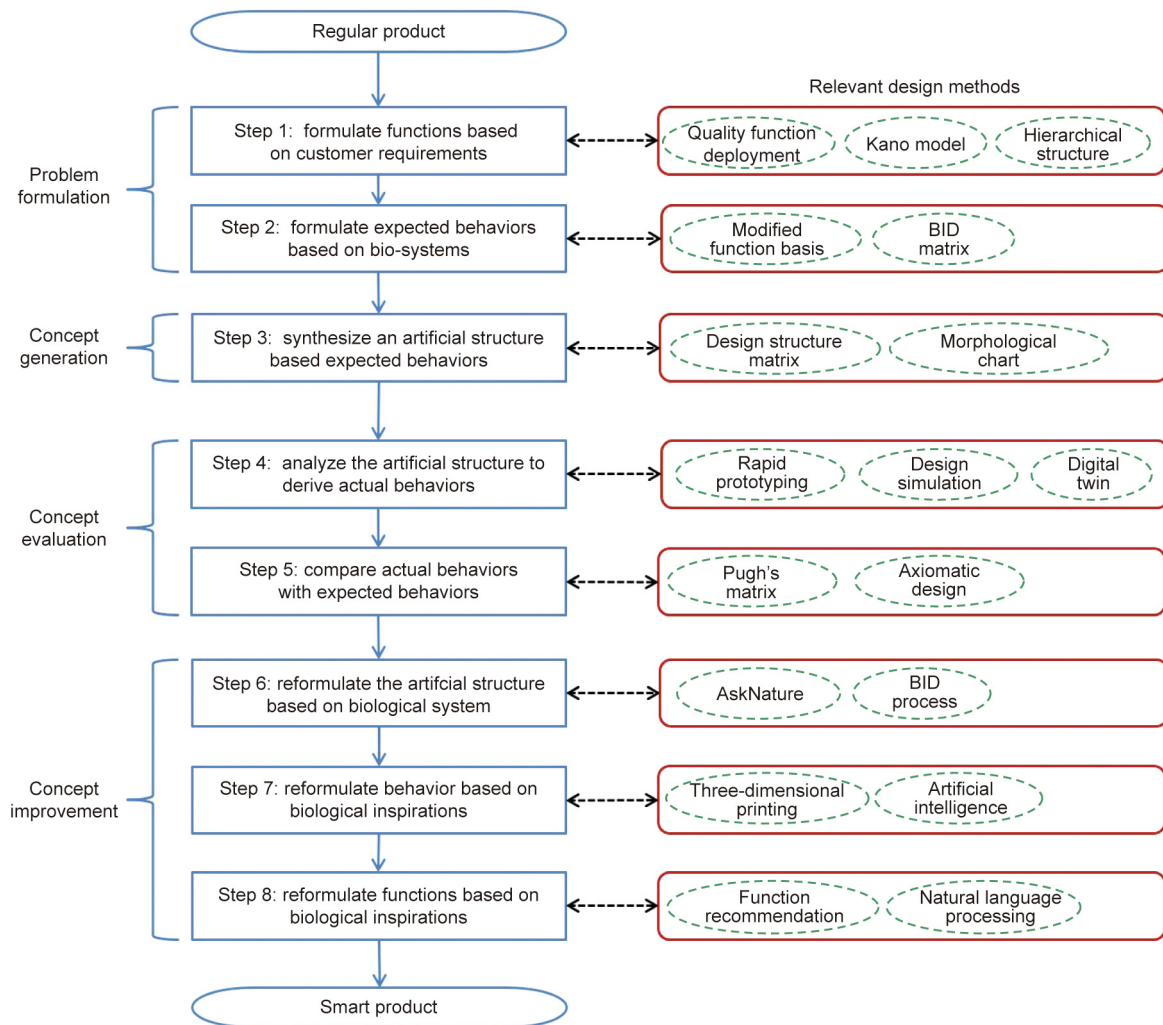 Regular product
Relevant design methods
Problem
formulation
Step 1: formulate functions based
on customer requirements
Quality function
deployment
Kano model
Hierarchical
structure
Step 2: formulate expected behaviors
based on bio-systems
Modified
function basis
BID
matrix
Concept
generation
Step 3: synthesize an artificial structure
based expected behaviors
Design structure
matrix
Morphological
chart
Concept
evaluation
Step 4: analyze the artificial structure to
derive actual behaviors
Rapid
prototyping
Design
simulation
Digital
twin
Step 5: compare actual behaviors
with expected behaviors
Pugh's
matrix
Axiomatic
design
Concept
improvement
Step 6: reformulate the artifcial structure
based on biological system
AskNature
BID
process
Step 7: reformulate behavior based on
biological inspirations
Three-dimensional
printing
Artificial
intelligence
Step 8: reformulate functions based on
biological inspirations
Function
recommendation
Natural language
processing
Smart product